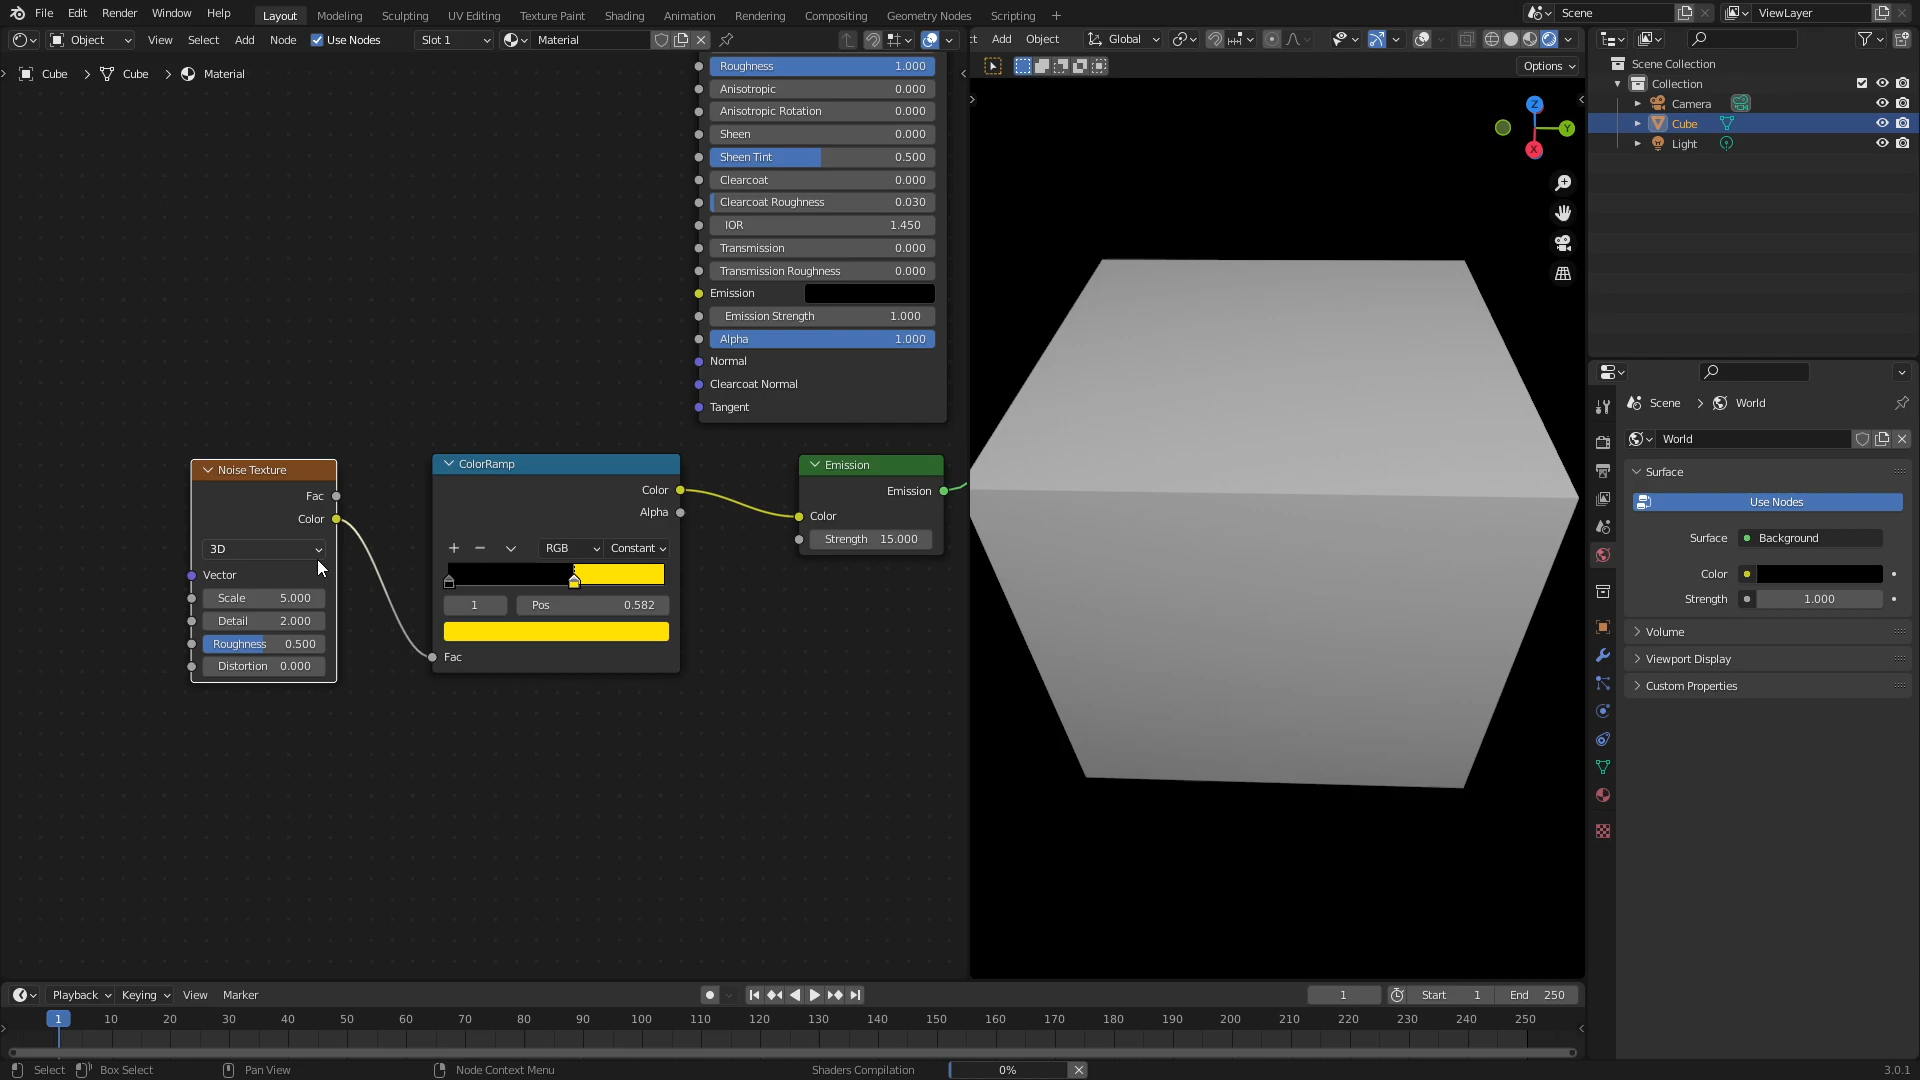 File Edit Render Window Help Layout Modeling Sculpting UV Editing Texture Paint Shading Animation Rendering Compositing Geometry Nodes Scripting + Scene ViewLayer
Object View Select Add Node Use Nodes Slot 1 Material
Add Object Global
Cube > Cube > Material
Options
Roughness 1.000
Anisotropic 0.000
Anisotropic Rotation 0.000
Sheen 0.000
Sheen Tint 0.500
Clearcoat 0.000
Clearcoat Roughness 0.030
IOR 1.450
Transmission 0.000
Transmission Roughness 0.000
Emission
Emission Strength 1.000
Alpha 1.000
Normal
Clearcoat Normal
Tangent
Noise Texture
Fac
Color
3D
Vector
Scale 5.000
Detail 2.000
Roughness 0.500
Distortion 0.000
ColorRamp
Color
Alpha
RGB Constant
1 Pos 0.582
Fac
Emission
Emission
Color
Strength 15.000
Z
Y
X
Scene Collection
Collection
Camera
Cube
Light
Scene > World
World
Surface
Use Nodes
Surface Background
Color
Strength 1.000
Volume
Viewport Display
Custom Properties
Playback Keying View Marker 1 Start 1 End 250
1 10 20 30 40 50 60 70 80 90 100 110 120 130 140 150 160 170 180 190 200 210 220 230 240 250
Select Box Select Pan View Node Context Menu Shaders Compilation 0% 3.0.1